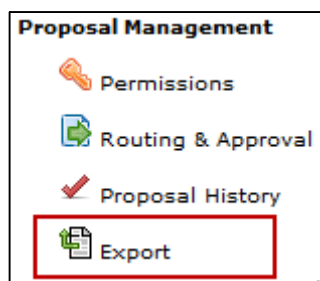 Proposal Management
Permissions
Routing & Approval
Proposal History
Export